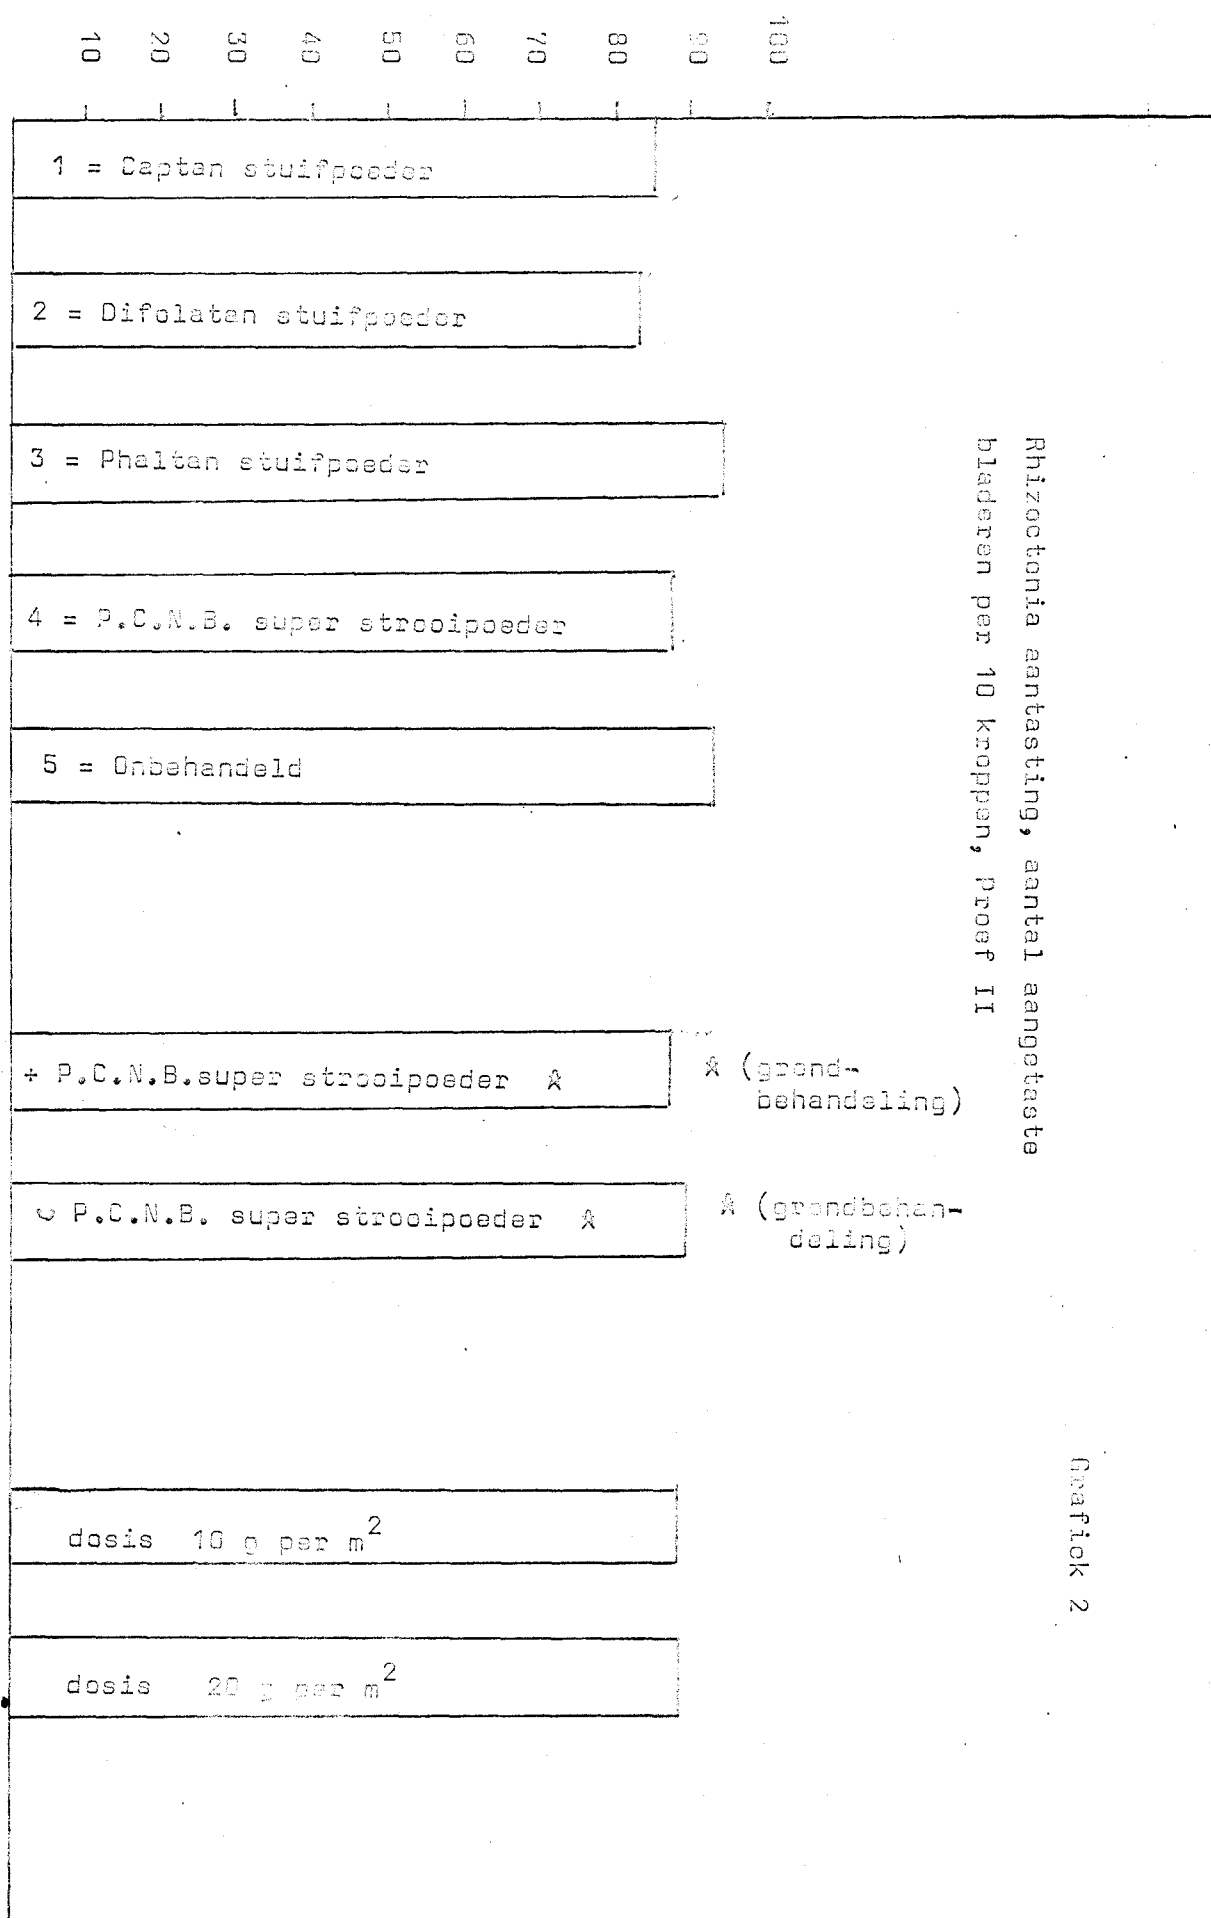 10 20 30 40 50 60 70 80 90 100
1 = Captan stuifpoeder
2 = Difolatan stuifpoeder
3 = Phaltan stuifpoeder
4 = P.C.N.B. super strooipoeder
5 = Onbehandeld
+ P.C.N.B.super strooipoeder *
* (grond-
behandeling)
- P.C.N.B. super strooipoeder *
* (grondbehan-
deling)
dosis 10 g per m²
dosis 20 g per m²
Rhizoctonia aantasting, aantal aangetaste
bladeren per 10 kroppen, Proef II
Grafiek 2